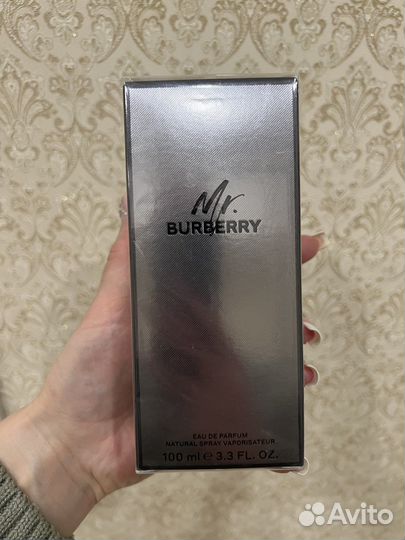 Mr.
BURBERRY
EAU DE PARFUM
NATURAL SPRAY VAPORISATEUR
100 ml ℮ 3.3 FL. OZ.
Avito